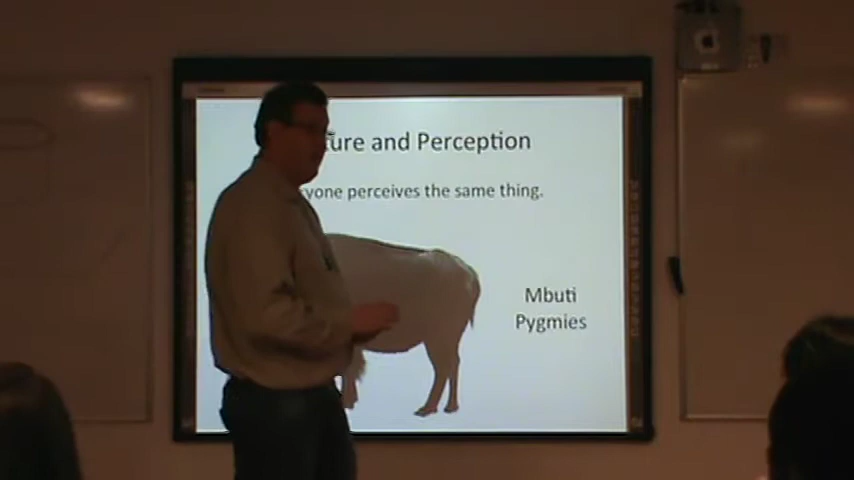 ture and Perception
yone perceives the same thing.
Mbuti
Pygmies